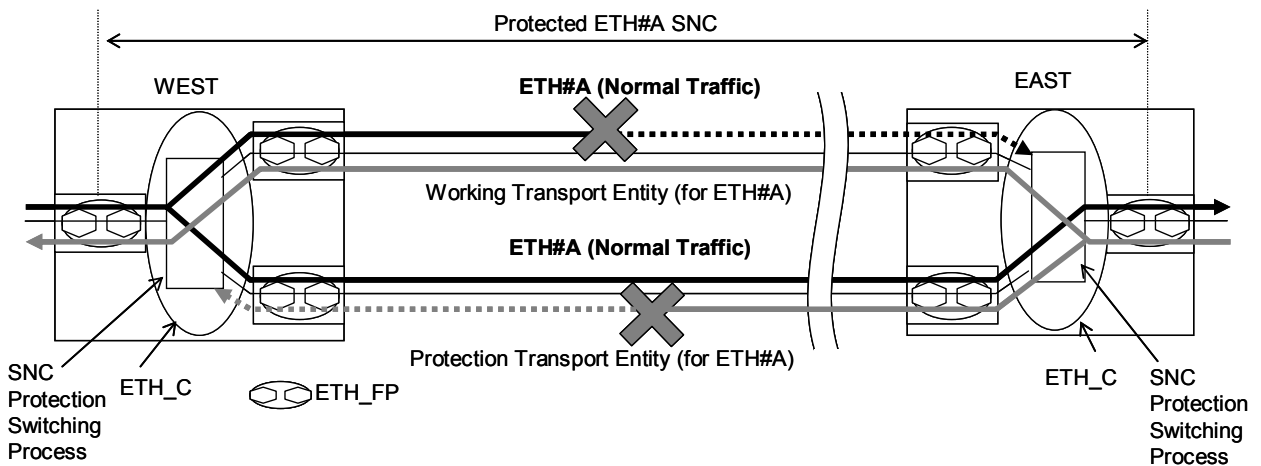 Protected ETH#A SNC
WEST
ETH#A (Normal Traffic)
EAST
Working Transport Entity (for ETH#A)
ETH#A (Normal Traffic)
Protection Transport Entity (for ETH#A)
SNC
Protection
Switching
Process
ETH_C
ETH_FP
ETH_C
SNC
Protection
Switching
Process